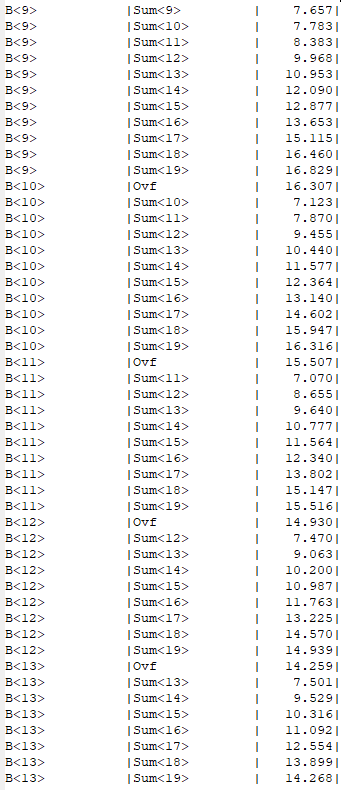 B<9> |Sum<9> | 7.657|
B<9> |Sum<10> | 7.783|
B<9> |Sum<11> | 8.383|
B<9> |Sum<12> | 9.968|
B<9> |Sum<13> | 10.953|
B<9> |Sum<14> | 12.090|
B<9> |Sum<15> | 12.877|
B<9> |Sum<16> | 13.653|
B<9> |Sum<17> | 15.115|
B<9> |Sum<18> | 16.460|
B<9> |Sum<19> | 16.829|
B<10> |Ovf | 16.307|
B<10> |Sum<10> | 7.123|
B<10> |Sum<11> | 7.870|
B<10> |Sum<12> | 9.455|
B<10> |Sum<13> | 10.440|
B<10> |Sum<14> | 11.577|
B<10> |Sum<15> | 12.364|
B<10> |Sum<16> | 13.140|
B<10> |Sum<17> | 14.602|
B<10> |Sum<18> | 15.947|
B<10> |Sum<19> | 16.316|
B<11> |Ovf | 15.507|
B<11> |Sum<11> | 7.070|
B<11> |Sum<12> | 8.655|
B<11> |Sum<13> | 9.640|
B<11> |Sum<14> | 10.777|
B<11> |Sum<15> | 11.564|
B<11> |Sum<16> | 12.340|
B<11> |Sum<17> | 13.802|
B<11> |Sum<18> | 15.147|
B<11> |Sum<19> | 15.516|
B<12> |Ovf | 14.930|
B<12> |Sum<12> | 7.470|
B<12> |Sum<13> | 9.063|
B<12> |Sum<14> | 10.200|
B<12> |Sum<15> | 10.987|
B<12> |Sum<16> | 11.763|
B<12> |Sum<17> | 13.225|
B<12> |Sum<18> | 14.570|
B<12> |Sum<19> | 14.939|
B<13> |Ovf | 14.259|
B<13> |Sum<13> | 7.501|
B<13> |Sum<14> | 9.529|
B<13> |Sum<15> | 10.316|
B<13> |Sum<16> | 11.092|
B<13> |Sum<17> | 12.554|
B<13> |Sum<18> | 13.899|
B<13> |Sum<19> | 14.268|